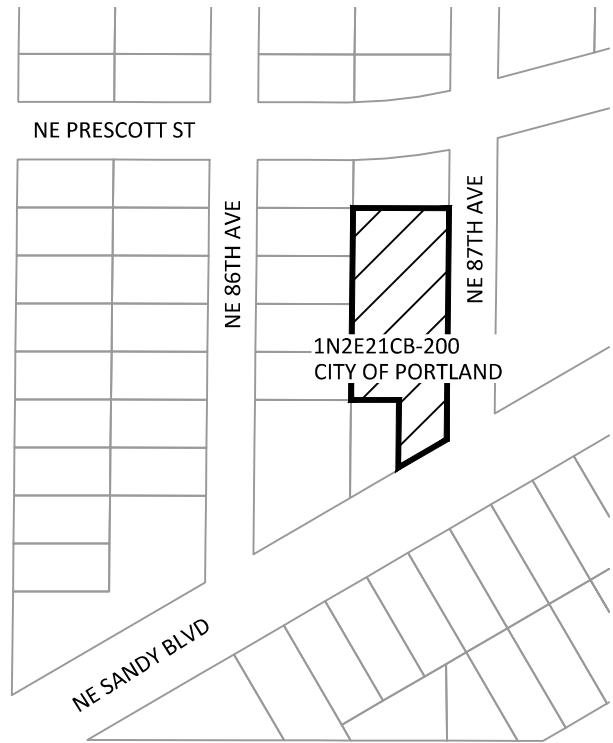 NE PRESCOTT ST
NE 86TH AVE
NE 87TH AVE
1N2E21CB-200
CITY OF PORTLAND
NE SANDY BLVD